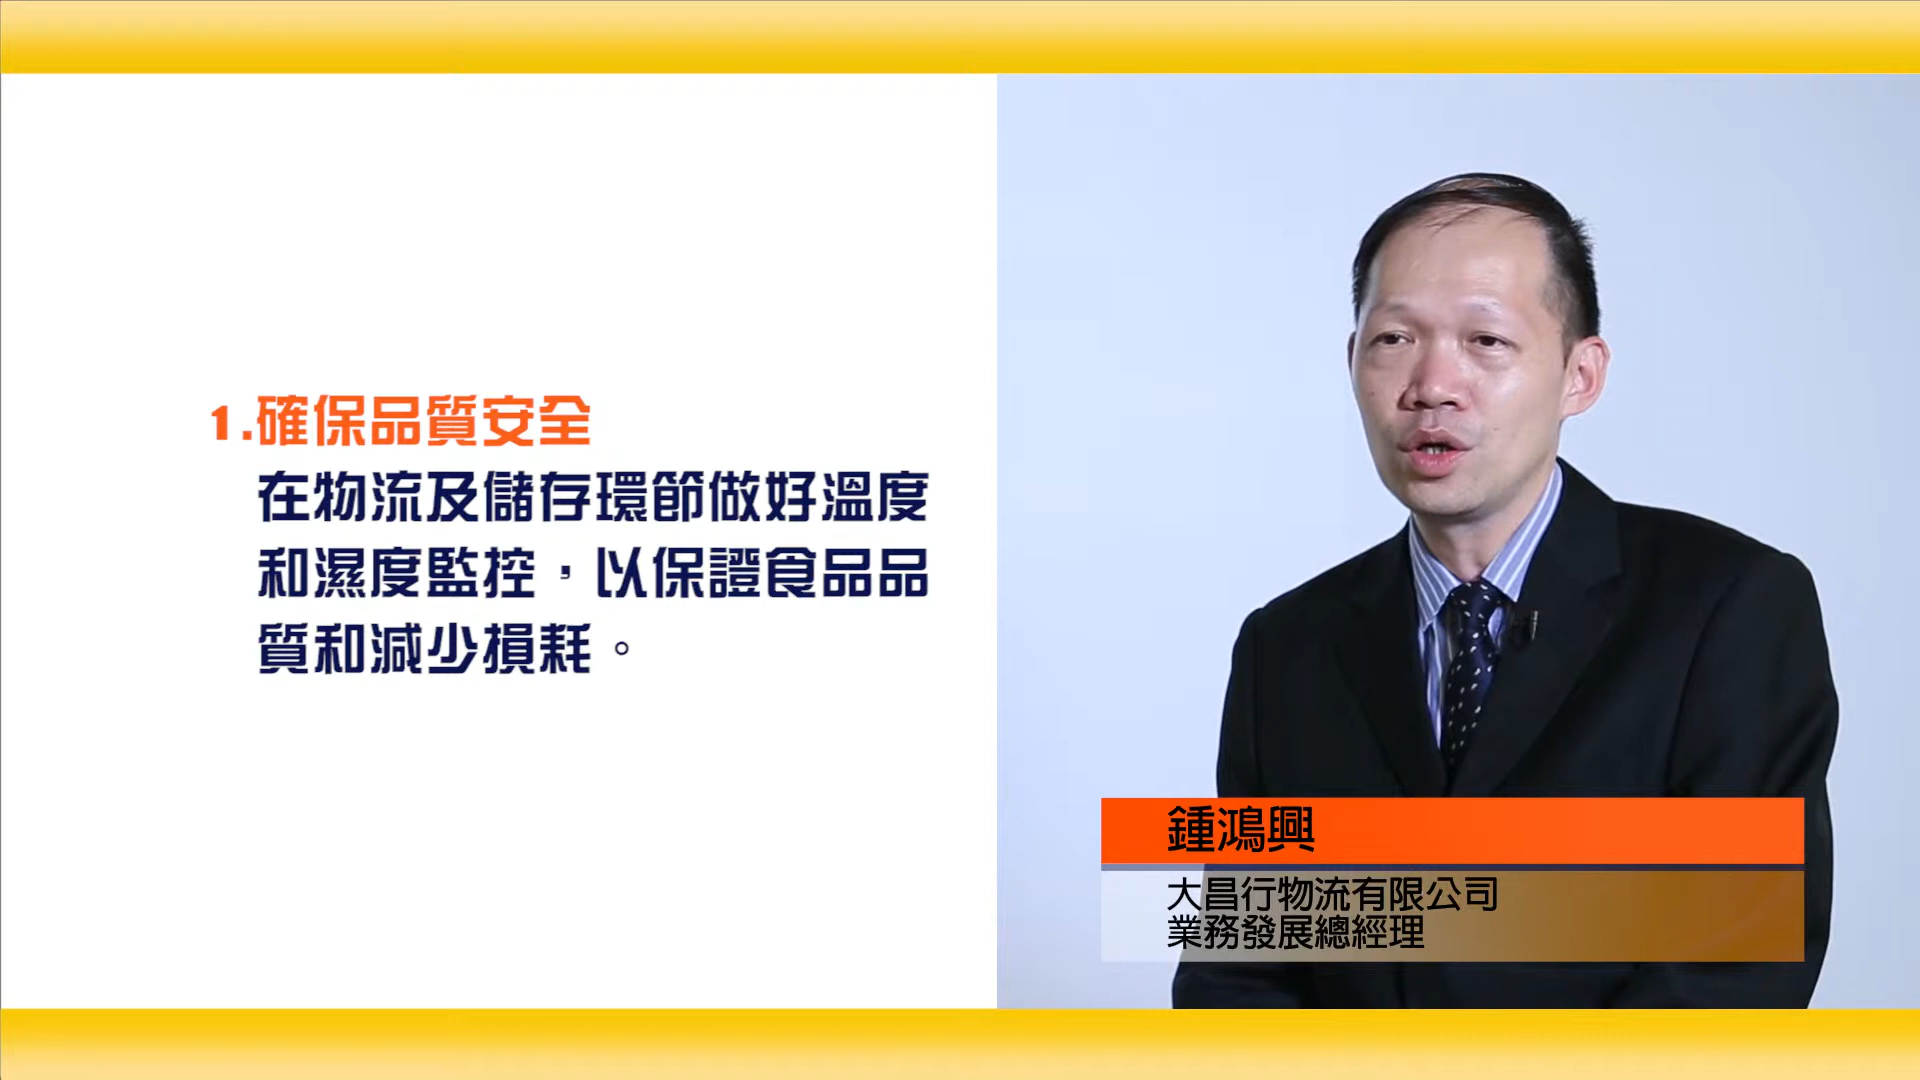 1.確保品質安全
在物流及儲存環節做好溫度
和濕度監控，以保證食品品
質和減少損耗。
鍾鴻興
大昌行物流有限公司
業務發展總經理